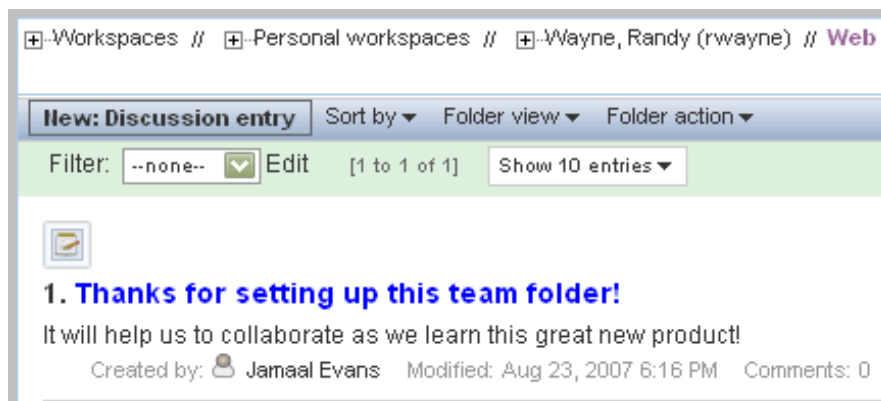 Workspaces // Personal workspaces // Wayne, Randy (rwayne) // Web
New: Discussion entry Sort by Folder view Folder action
Filter: --none-- Edit [1 to 1 of 1] Show 10 entries
1. Thanks for setting up this team folder!
It will help us to collaborate as we learn this great new product!
Created by: Jamaal Evans Modified: Aug 23, 2007 6:16 PM Comments: 0